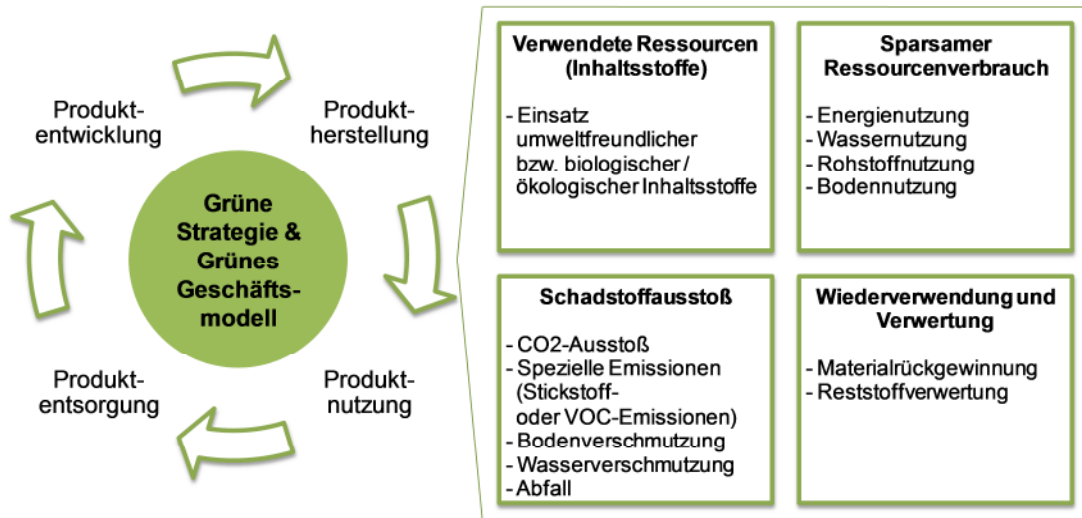 Produkt-
entwicklung
Produkt-
herstellung
Grüne
Strategie &
Grünes
Geschäfts-
modell
Produkt-
entsorgung
Produkt-
nutzung
Verwendete Ressourcen
(Inhaltsstoffe)
- Einsatz
umweltfreundlicher
bzw. biologischer /
ökologischer Inhaltsstoffe
Sparsamer
Ressourcenverbrauch
- Energienutzung
- Wassernutzung
- Rohstoffnutzung
- Bodennutzung
Schadstoffausstoß
- CO2-Ausstoß
- Spezielle Emissionen
(Stickstoff-
oder VOC-Emissionen)
- Bodenverschmutzung
- Wasserverschmutzung
- Abfall
Wiederverwendung und
Verwertung
- Materialrückgewinnung
- Reststoffverwertung